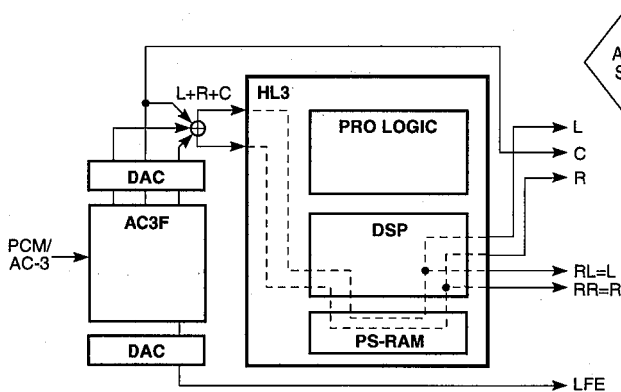 A
S
L+R+C
HL3
PRO LOGIC
L
C
R
DAC
AC3F
DSP
PCM/
AC-3
RL=L
RR=R
PS-RAM
DAC
LFE